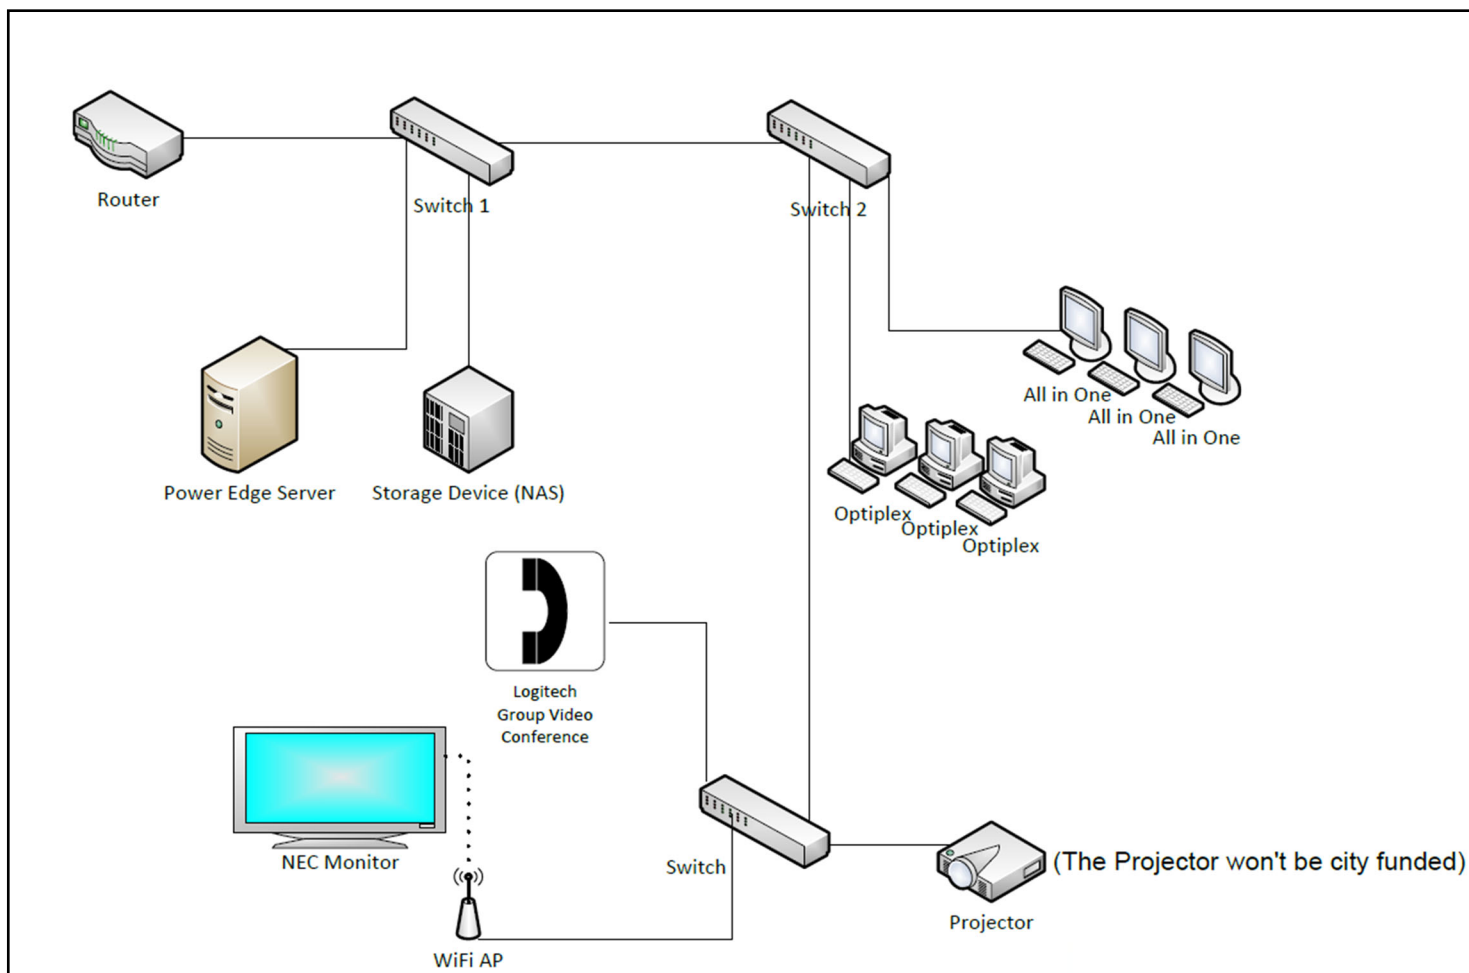 Router
Switch 1
Switch 2
All in One
All in One
All in One
Power Edge Server
Storage Device (NAS)
Optiplex
Optiplex
Optiplex
Logitech
Group Video
Conference
NEC Monitor
Switch
(The Projector won't be city funded)
Projector
WiFi AP